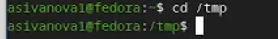 asivanova1@fedora:~$ cd /tmp
asivanova1@fedora:/tmp$